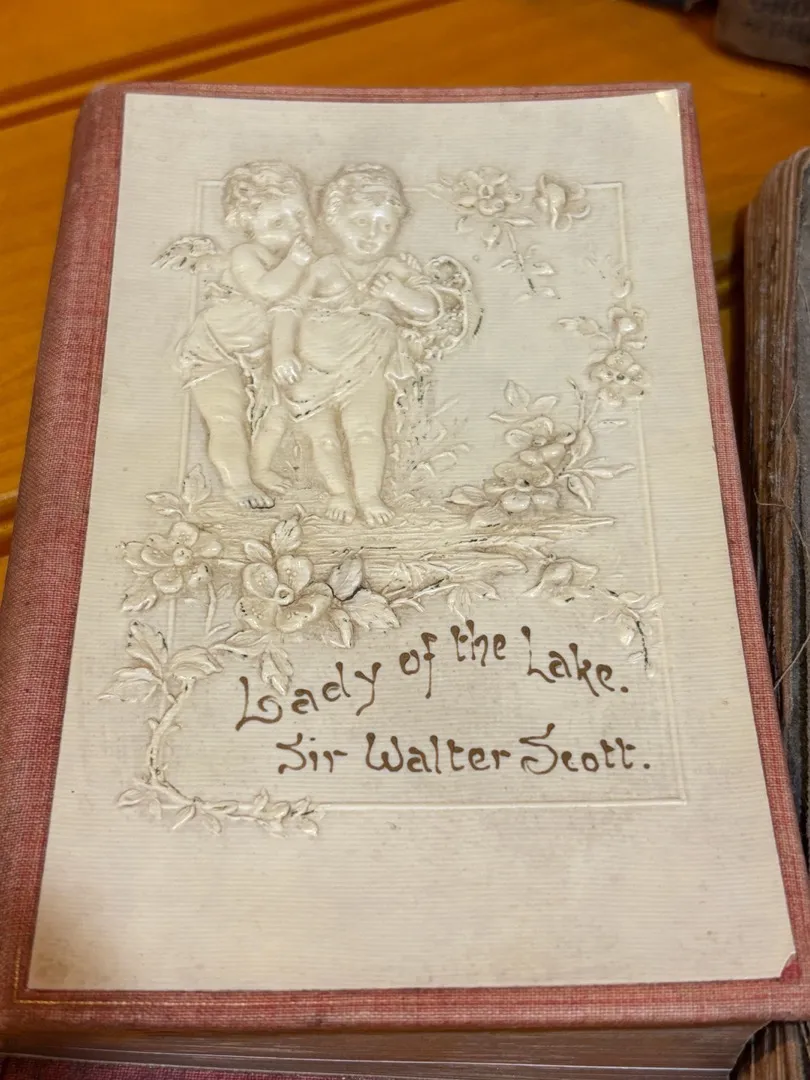 Lady of the Lake.
Sir Walter Scott.